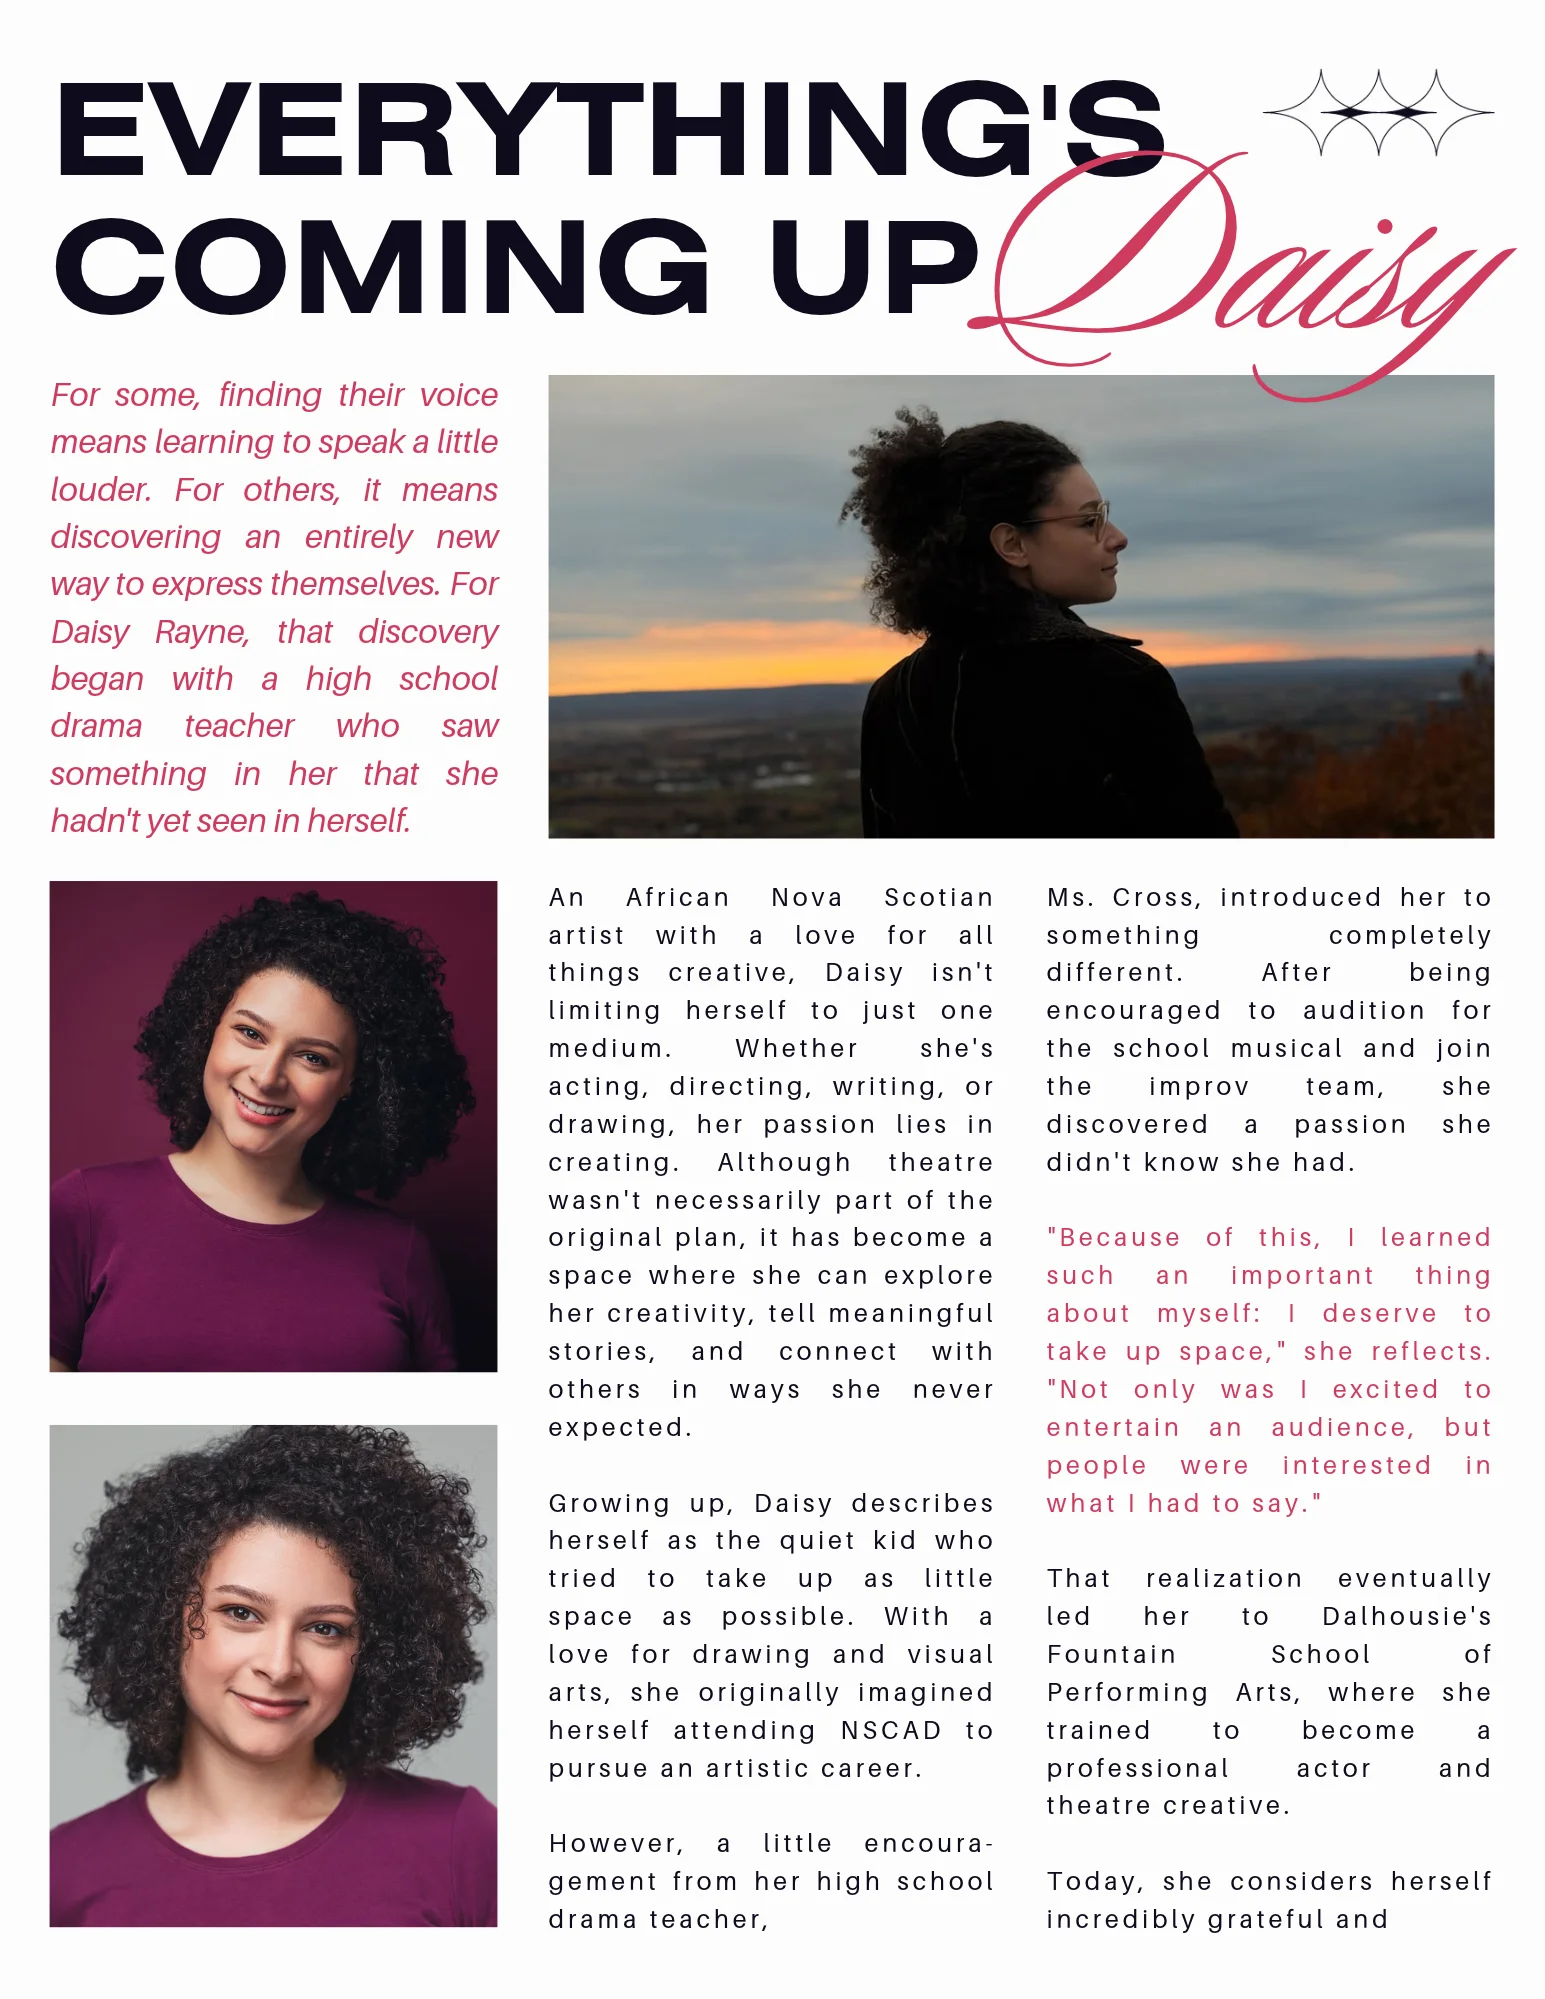 EVERYTHING'S
COMING UP Daisy
For some, finding their voice
means learning to speak a little
louder. For others, it means
discovering an entirely new
way to express themselves. For
Daisy Rayne, that discovery
began with a high school
drama teacher who saw
something in her that she
hadn't yet seen in herself.
An African Nova Scotian
artist with a love for all
things creative, Daisy isn't
limiting herself to just one
medium. Whether she's
acting, directing, writing, or
drawing, her passion lies in
creating. Although theatre
wasn't necessarily part of the
original plan, it has become a
space where she can explore
her creativity, tell meaningful
stories, and connect with
others in ways she never
expected.
Growing up, Daisy describes
herself as the quiet kid who
tried to take up as little
space as possible. With a
love for drawing and visual
arts, she originally imagined
herself attending NSCAD to
pursue an artistic career.
However, a little encoura-
gement from her high school
drama teacher,
Ms. Cross, introduced her to
something completely
different. After being
encouraged to audition for
the school musical and join
the improv team, she
discovered a passion she
didn't know she had.
"Because of this, I learned
such an important thing
about myself: I deserve to
take up space," she reflects.
"Not only was I excited to
entertain an audience, but
people were interested in
what I had to say."
That realization eventually
led her to Dalhousie's
Fountain School of
Performing Arts, where she
trained to become a
professional actor and
theatre creative.
Today, she considers herself
incredibly grateful and